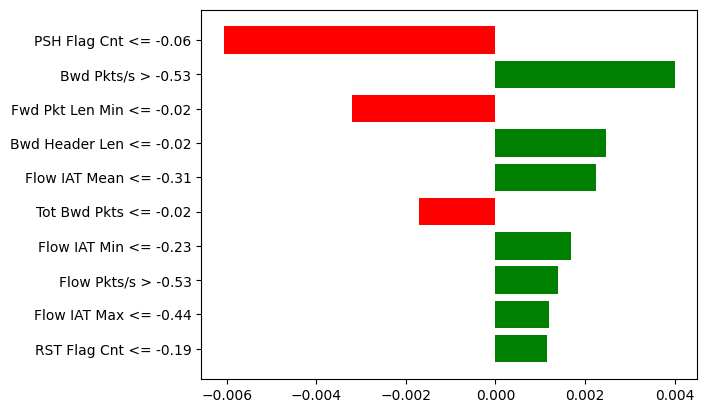 PSH Flag Cnt <= -0.06
Bwd Pkts/s > -0.53
Fwd Pkt Len Min <= -0.02
Bwd Header Len <= -0.02
Flow IAT Mean <= -0.31
Tot Bwd Pkts <= -0.02
Flow IAT Min <= -0.23
Flow Pkts/s > -0.53
Flow IAT Max <= -0.44
RST Flag Cnt <= -0.19
−0.006 −0.004 −0.002 0.000 0.002 0.004